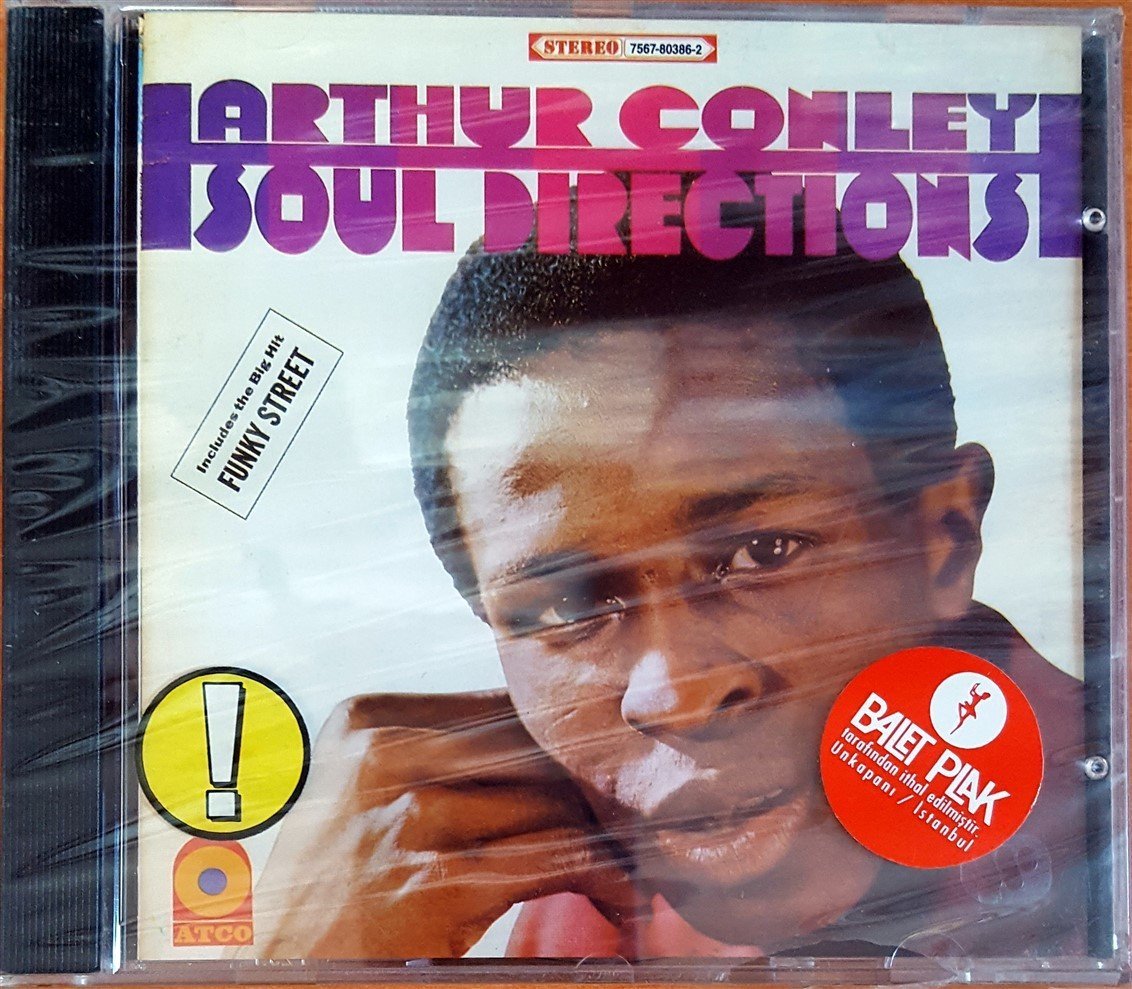 STEREO 7567-80386-2
ARTHUR CONLEY
SOUL DIRECTIONS
Includes the Big Hit
FUNKY STREET
!
BALET PLAK
tarafından ithal edilmiştir.
Unkapanı / İstanbul
ATCO